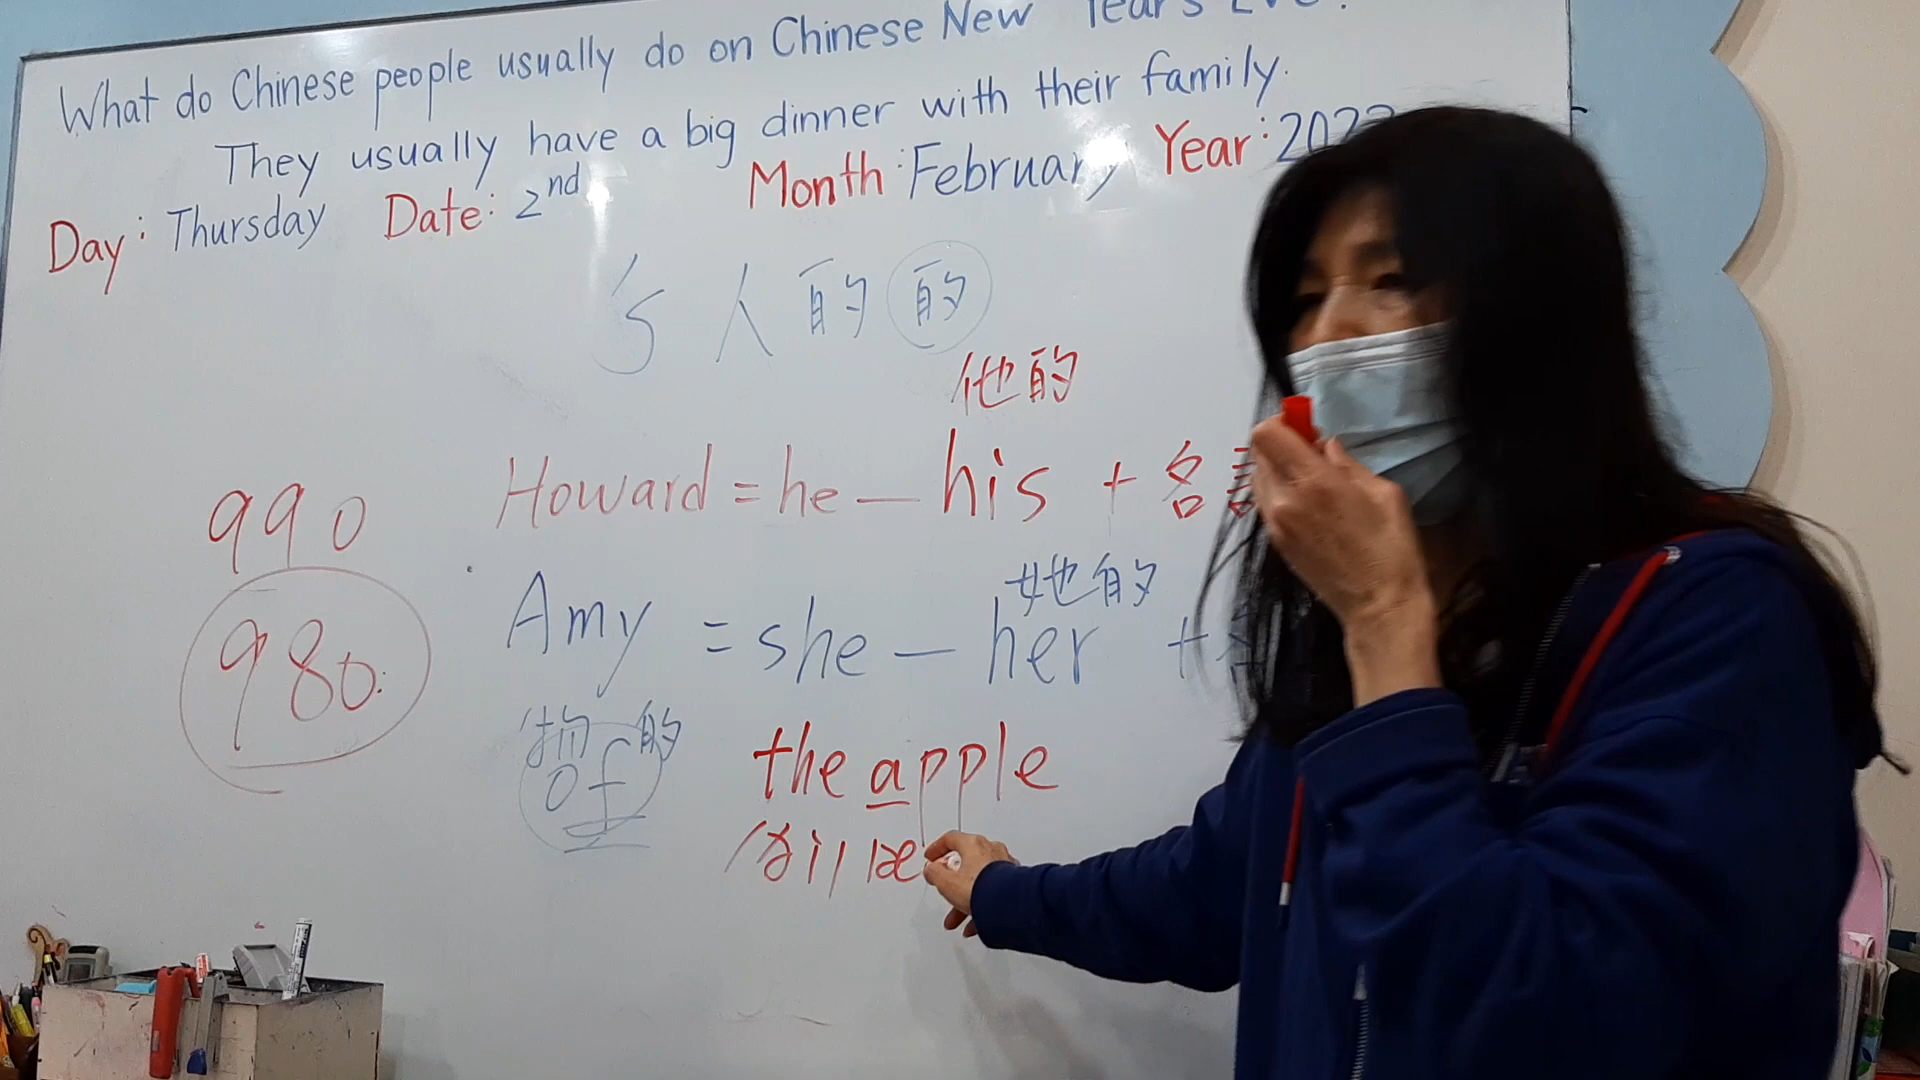 What do Chinese people usually do on Chinese New Year's Eve?
They usually have a big dinner with their family.
Day: Thursday Date: 2nd Month: February Year: 2023
's 人的 的
他的
Howard = he — his + 名詞
990
她的
Amy = she — her +
980
物 的
of the apple